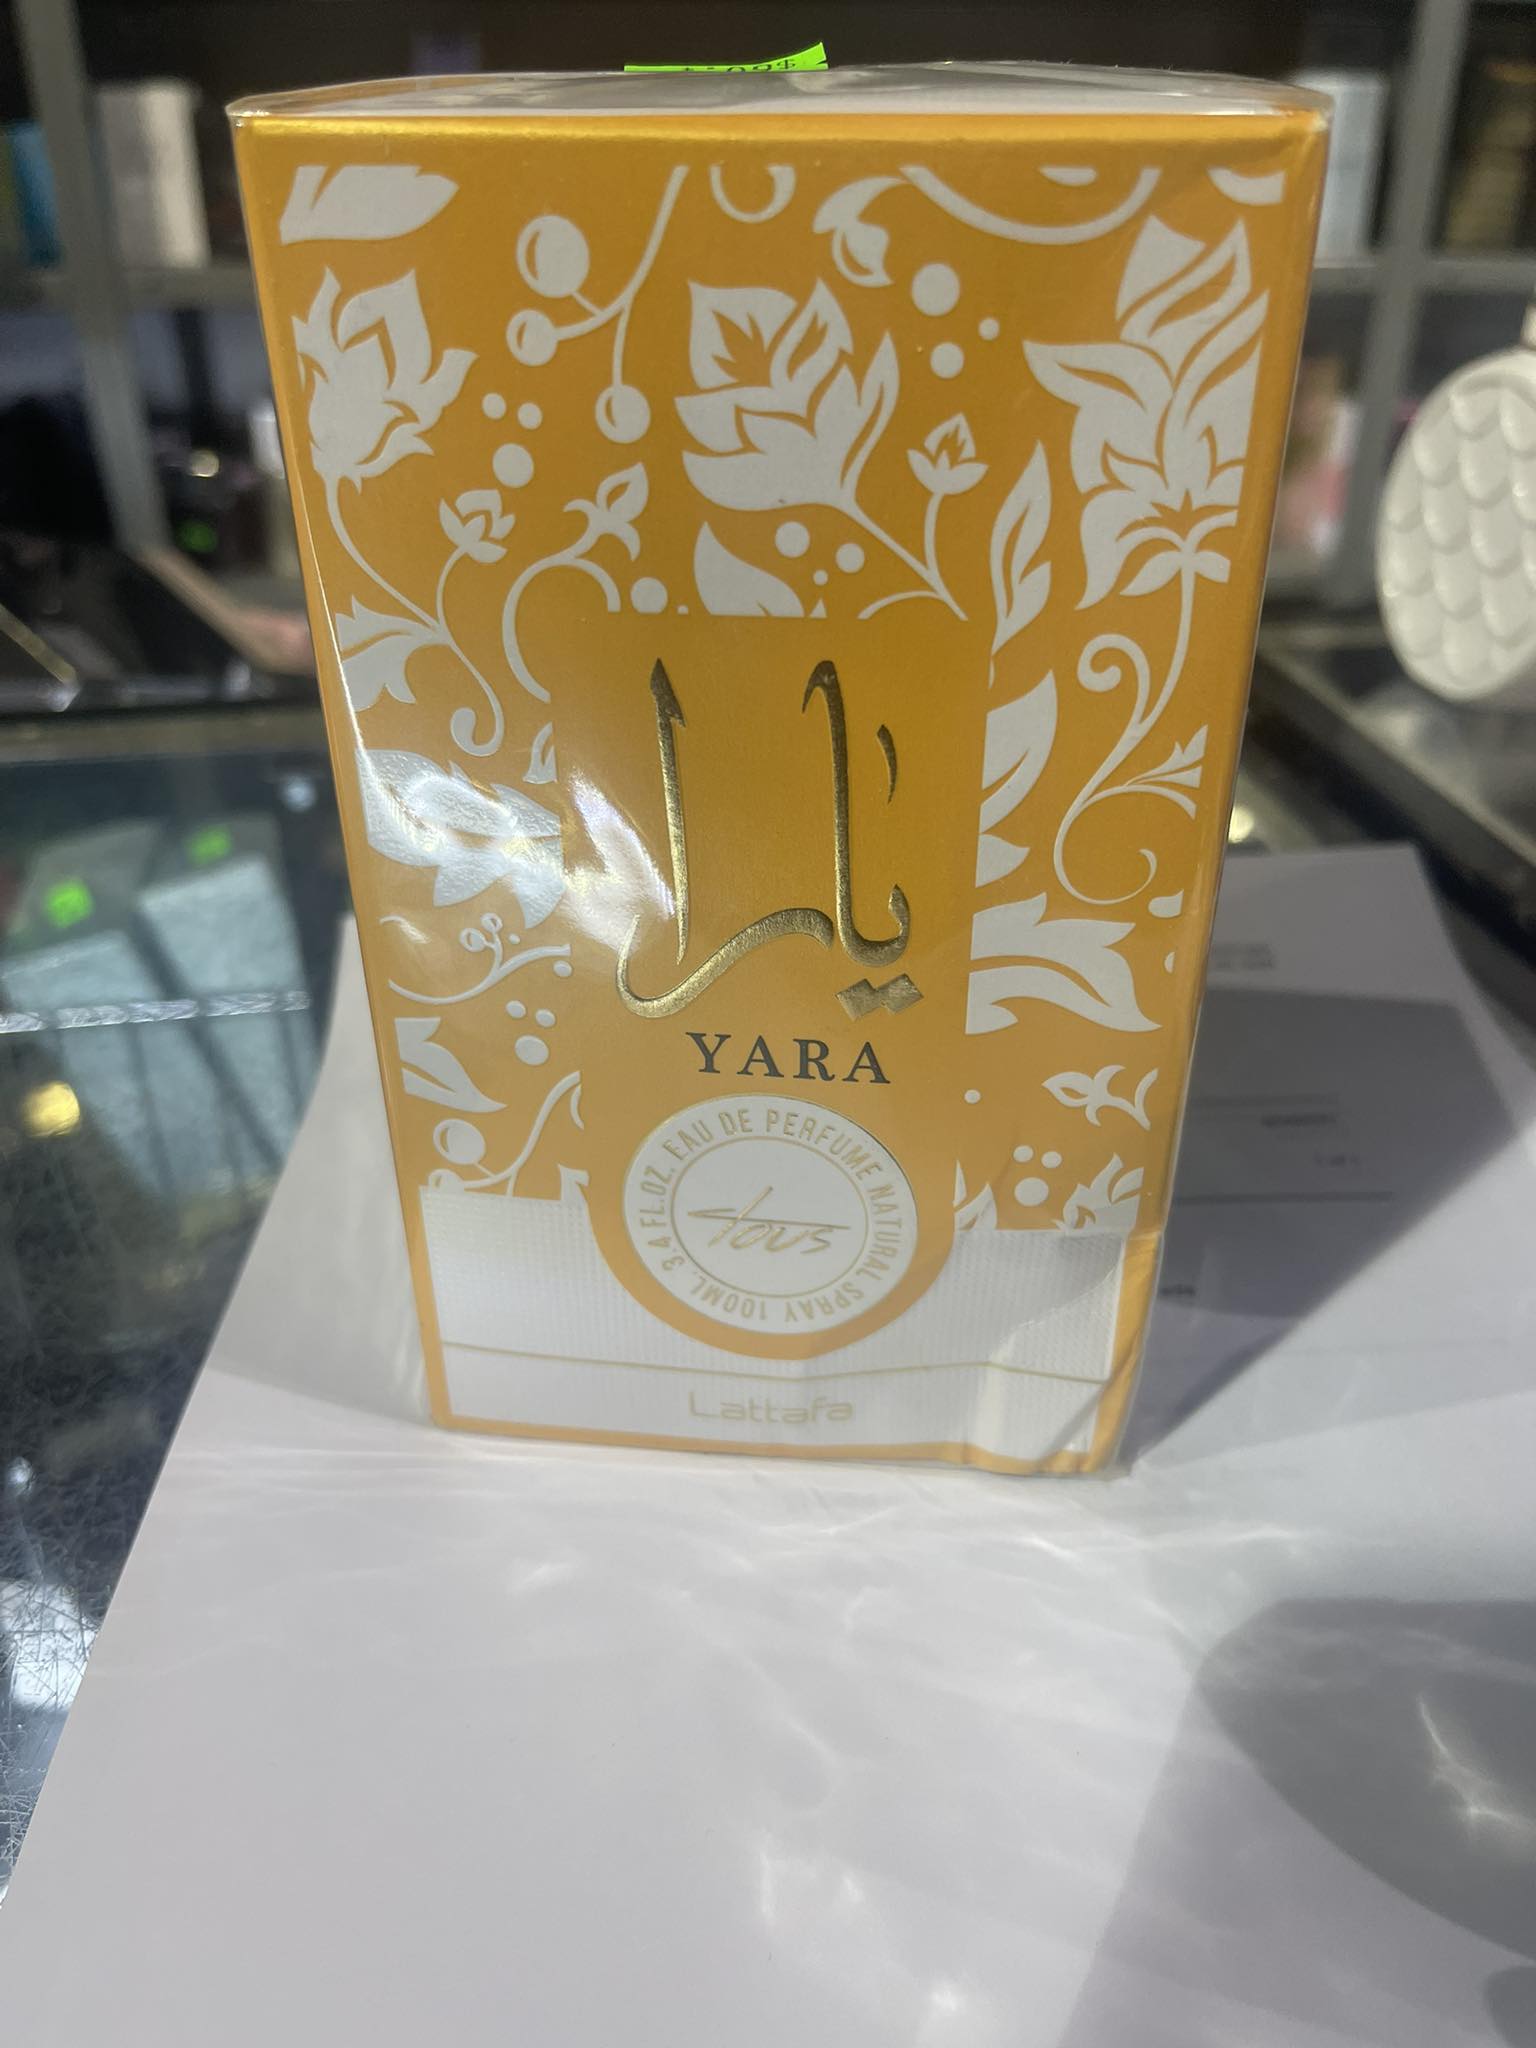 يارا
YARA
EAU DE PERFUME NATURAL SPRAY 100ML. 3.4 FL.OZ.
tous
Lattafa